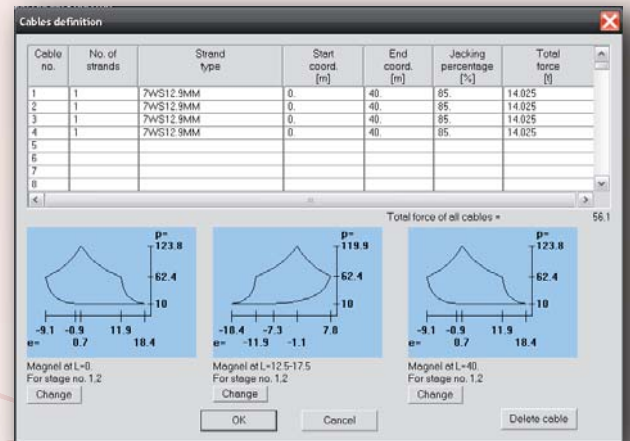 Cables definition
Cable no. No. of strands Strand type Start coord. [m] End coord. [m] Jacking percentage [%] Total force [t]
1 1 7WS12.9MM 0. 40. 85. 14.025
2 1 7WS12.9MM 0. 40. 85. 14.025
3 1 7WS12.9MM 0. 40. 85. 14.025
4 1 7WS12.9MM 0. 40. 85. 14.025
5
6
7
8
Total force of all cables = 56.1
p= p= p=
123.8 119.9 123.8
62.4 62.4 62.4
10 10 10
-9.1 -0.9 11.9 -18.4 -7.3 7.8 -9.1 -0.9 11.9
e= 0.7 18.4 e= -11.9 -1.1 e= 0.7 18.4
Magnel at L=0. Magnel at L=12.5-17.5 Magnel at L=40.
For stage no. 1,2 For stage no. 1,2 For stage no. 1,2
Change Change Change
OK Cancel Delete cable